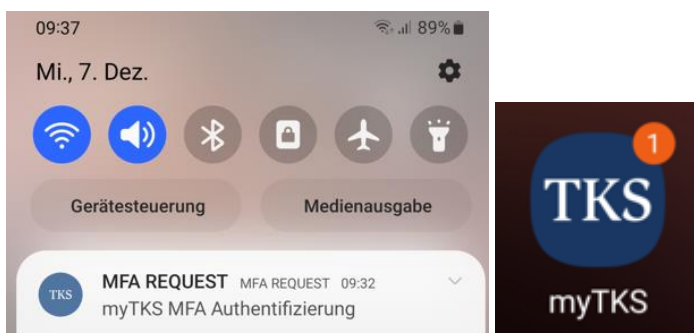 09:37
89%
Mi., 7. Dez.
Gerätesteuerung
Medienausgabe
TKS
MFA REQUEST MFA REQUEST 09:32
myTKS MFA Authentifizierung
1
TKS
myTKS